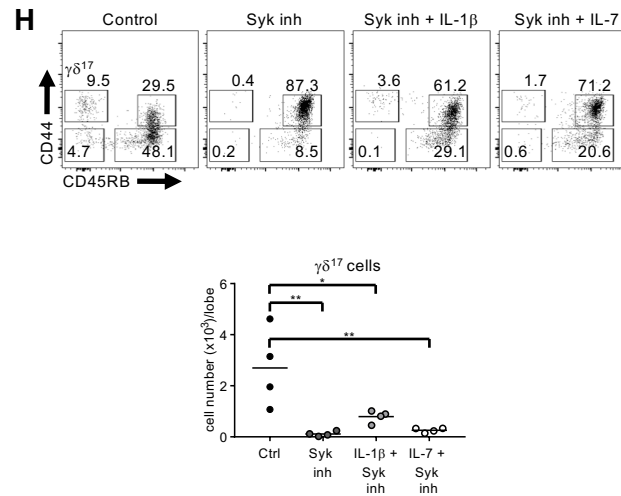 H
Control
Syk inh
Syk inh + IL-1β
Syk inh + IL-7
γδ¹⁷
9.5
29.5
4.7
48.1
0.4
87.3
0.2
8.5
3.6
61.2
0.1
29.1
1.7
71.2
0.6
20.6
CD44
CD45RB
γδ¹⁷ cells
cell number (x10³)/lobe
6
4
2
0
*
**
**
Ctrl
Syk
inh
IL-1β +
Syk
inh
IL-7 +
Syk
inh